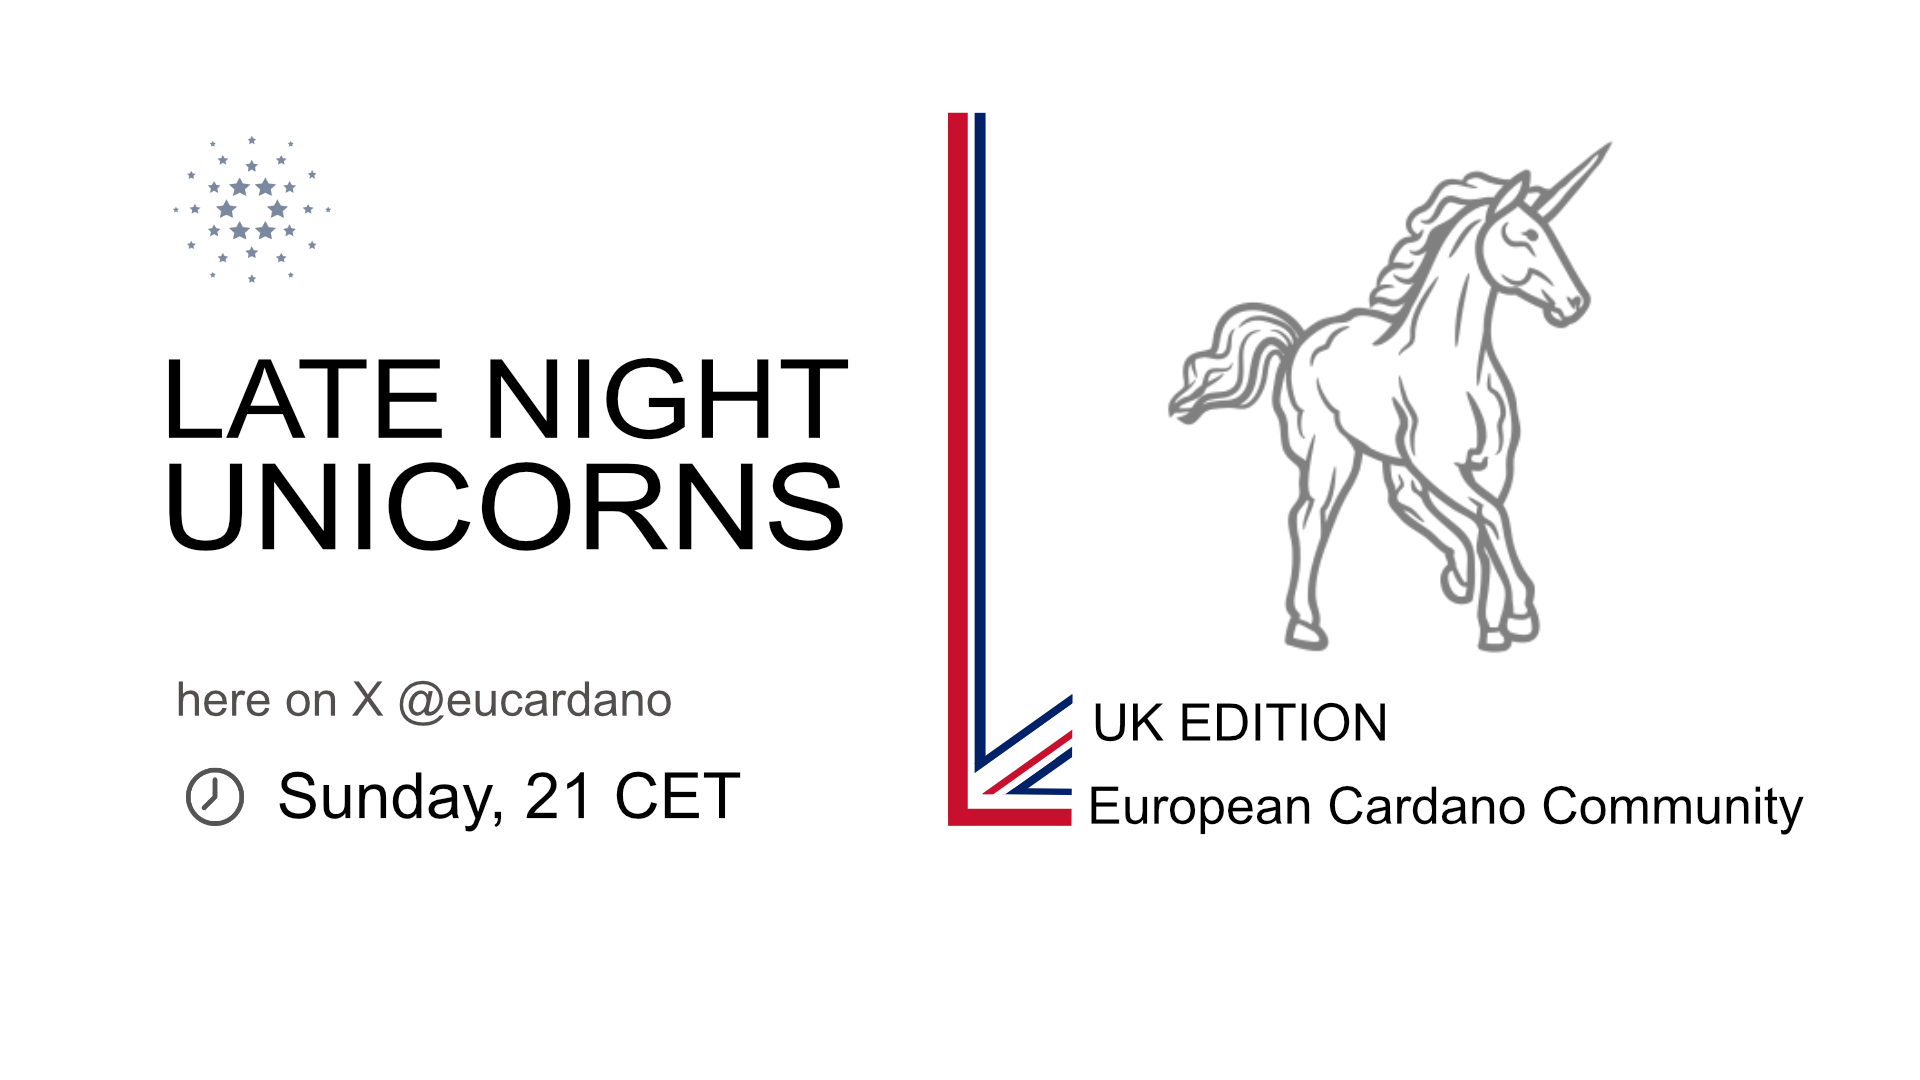 LATE NIGHT
UNICORNS
here on X @eucardano
Sunday, 21 CET
UK EDITION
European Cardano Community